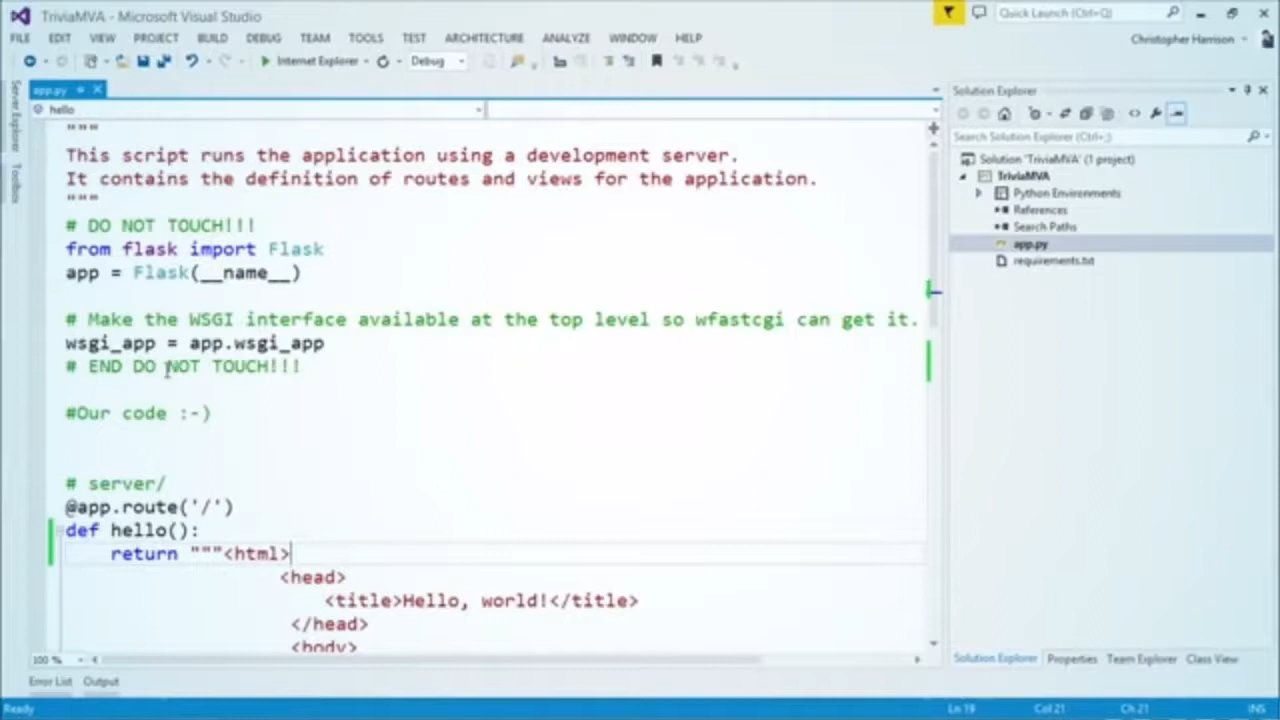 TriviaMVA - Microsoft Visual Studio
Quick Launch (Ctrl+Q)
FILE EDIT VIEW PROJECT BUILD DEBUG TEAM TOOLS TEST ARCHITECTURE ANALYZE WINDOW HELP
Christopher Harrison
Internet Explorer
Debug
Server Explorer
Toolbox
app.py
hello
"""
This script runs the application using a development server.
It contains the definition of routes and views for the application.
"""
# DO NOT TOUCH!!!
from flask import Flask
app = Flask(__name__)
# Make the WSGI interface available at the top level so wfastcgi can get it.
wsgi_app = app.wsgi_app
# END DO NOT TOUCH!!!
#Our code :-)
# server/
@app.route('/')
def hello():
return """<html>
<head>
<title>Hello, world!</title>
</head>
<body>
100 %
Solution Explorer
Search Solution Explorer (Ctrl+;)
Solution 'TriviaMVA' (1 project)
TriviaMVA
Python Environments
References
Search Paths
app.py
requirements.txt
Solution Explorer Properties Team Explorer Class View
Error List Output
Ready
Ln 19 Col 21 Ch 21 INS